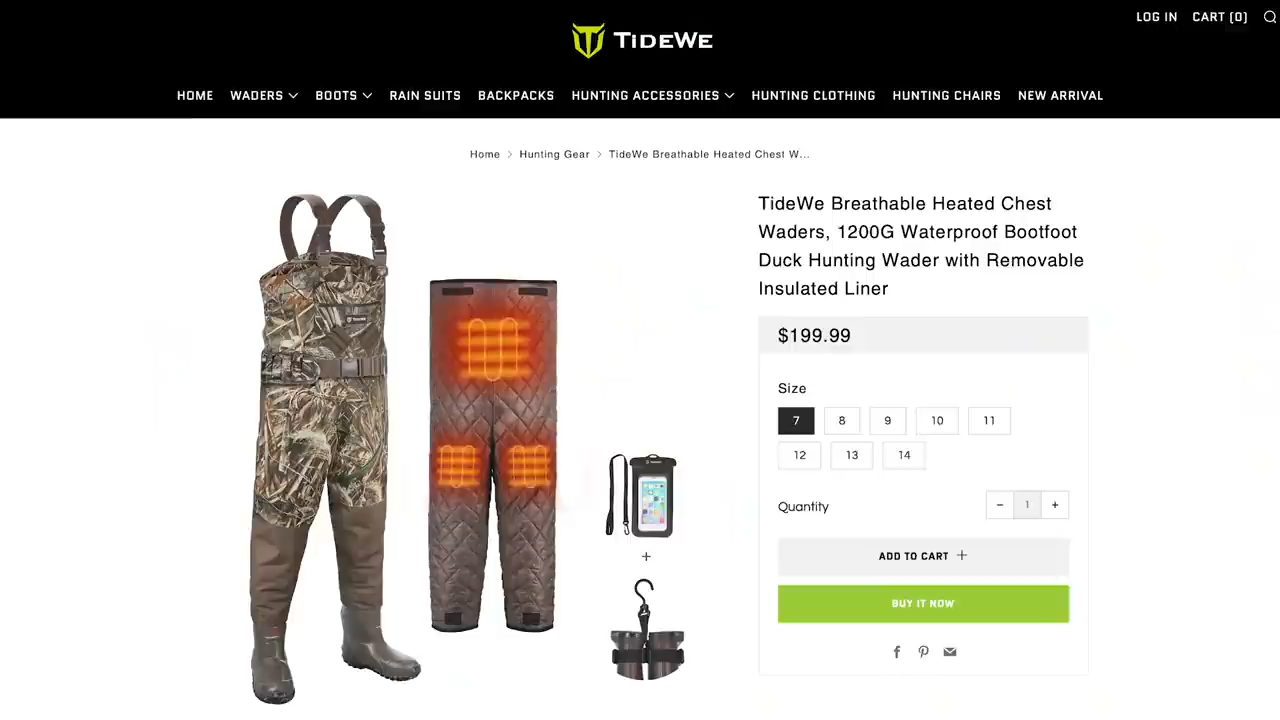 LOG IN
CART (0)
TIDEWE
HOME
WADERS
BOOTS
RAIN SUITS
BACKPACKS
HUNTING ACCESSORIES
HUNTING CLOTHING
HUNTING CHAIRS
NEW ARRIVAL
Home > Hunting Gear > TideWe Breathable Heated Chest W...
TideWe Breathable Heated Chest
Waders, 1200G Waterproof Bootfoot
Duck Hunting Wader with Removable
Insulated Liner
$199.99
Size
7
8
9
10
11
12
13
14
Quantity
− 1 +
ADD TO CART +
BUY IT NOW
TIDEWE
+